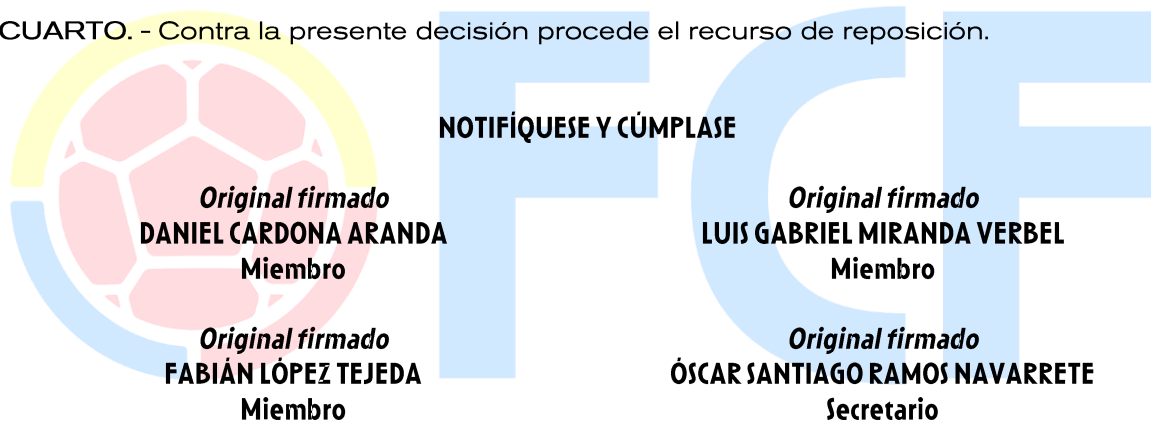 CUARTO. - Contra la presente decisión procede el recurso de reposición.
NOTIFÍQUESE Y CÚMPLASE
Original firmado
DANIEL CARDONA ARANDA
Miembro
Original firmado
LUIS GABRIEL MIRANDA VERBEL
Miembro
Original firmado
FABIÁN LÓPEZ TEJEDA
Miembro
Original firmado
ÓSCAR SANTIAGO RAMOS NAVARRETE
Secretario
FCF